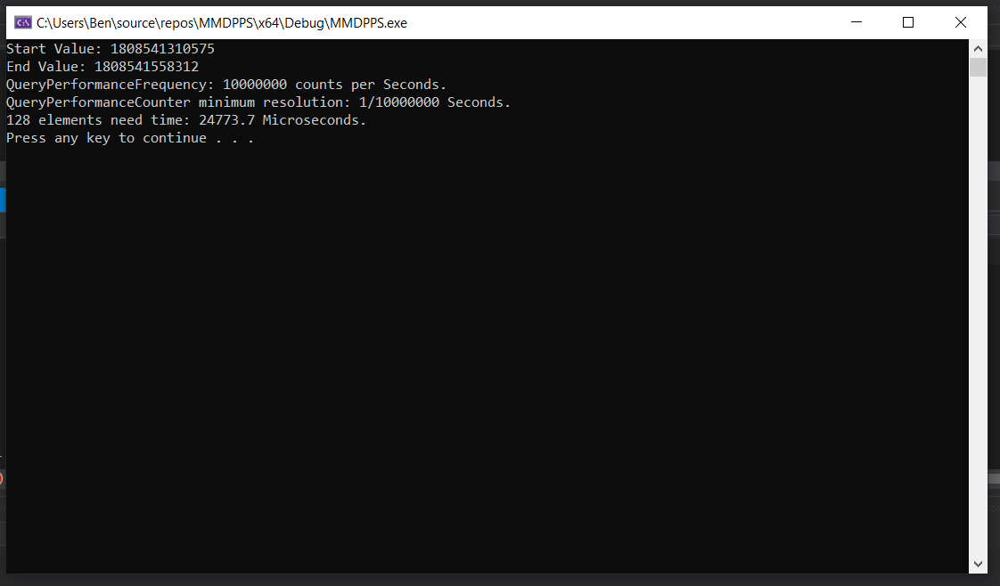 C:\Users\Ben\source\repos\MMDPPS\x64\Debug\MMDPPS.exe
Start Value: 1808541310575
End Value: 1808541558312
QueryPerformanceFrequency: 10000000 counts per Seconds.
QueryPerformanceCounter minimum resolution: 1/10000000 Seconds.
128 elements need time: 24773.7 Microseconds.
Press any key to continue . . .